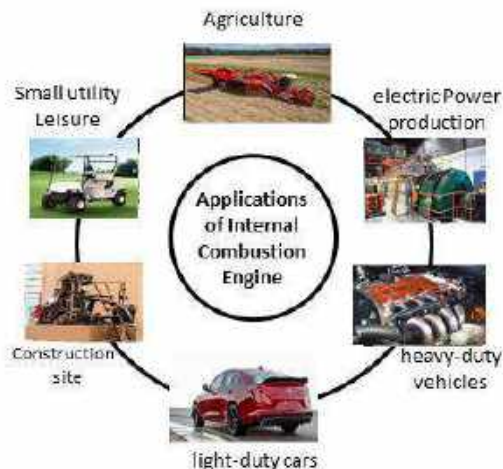 Agriculture
Small utility
Leisure
electric Power
production
Applications
of Internal
Combustion
Engine
Construction
site
heavy-duty
vehicles
light-duty cars